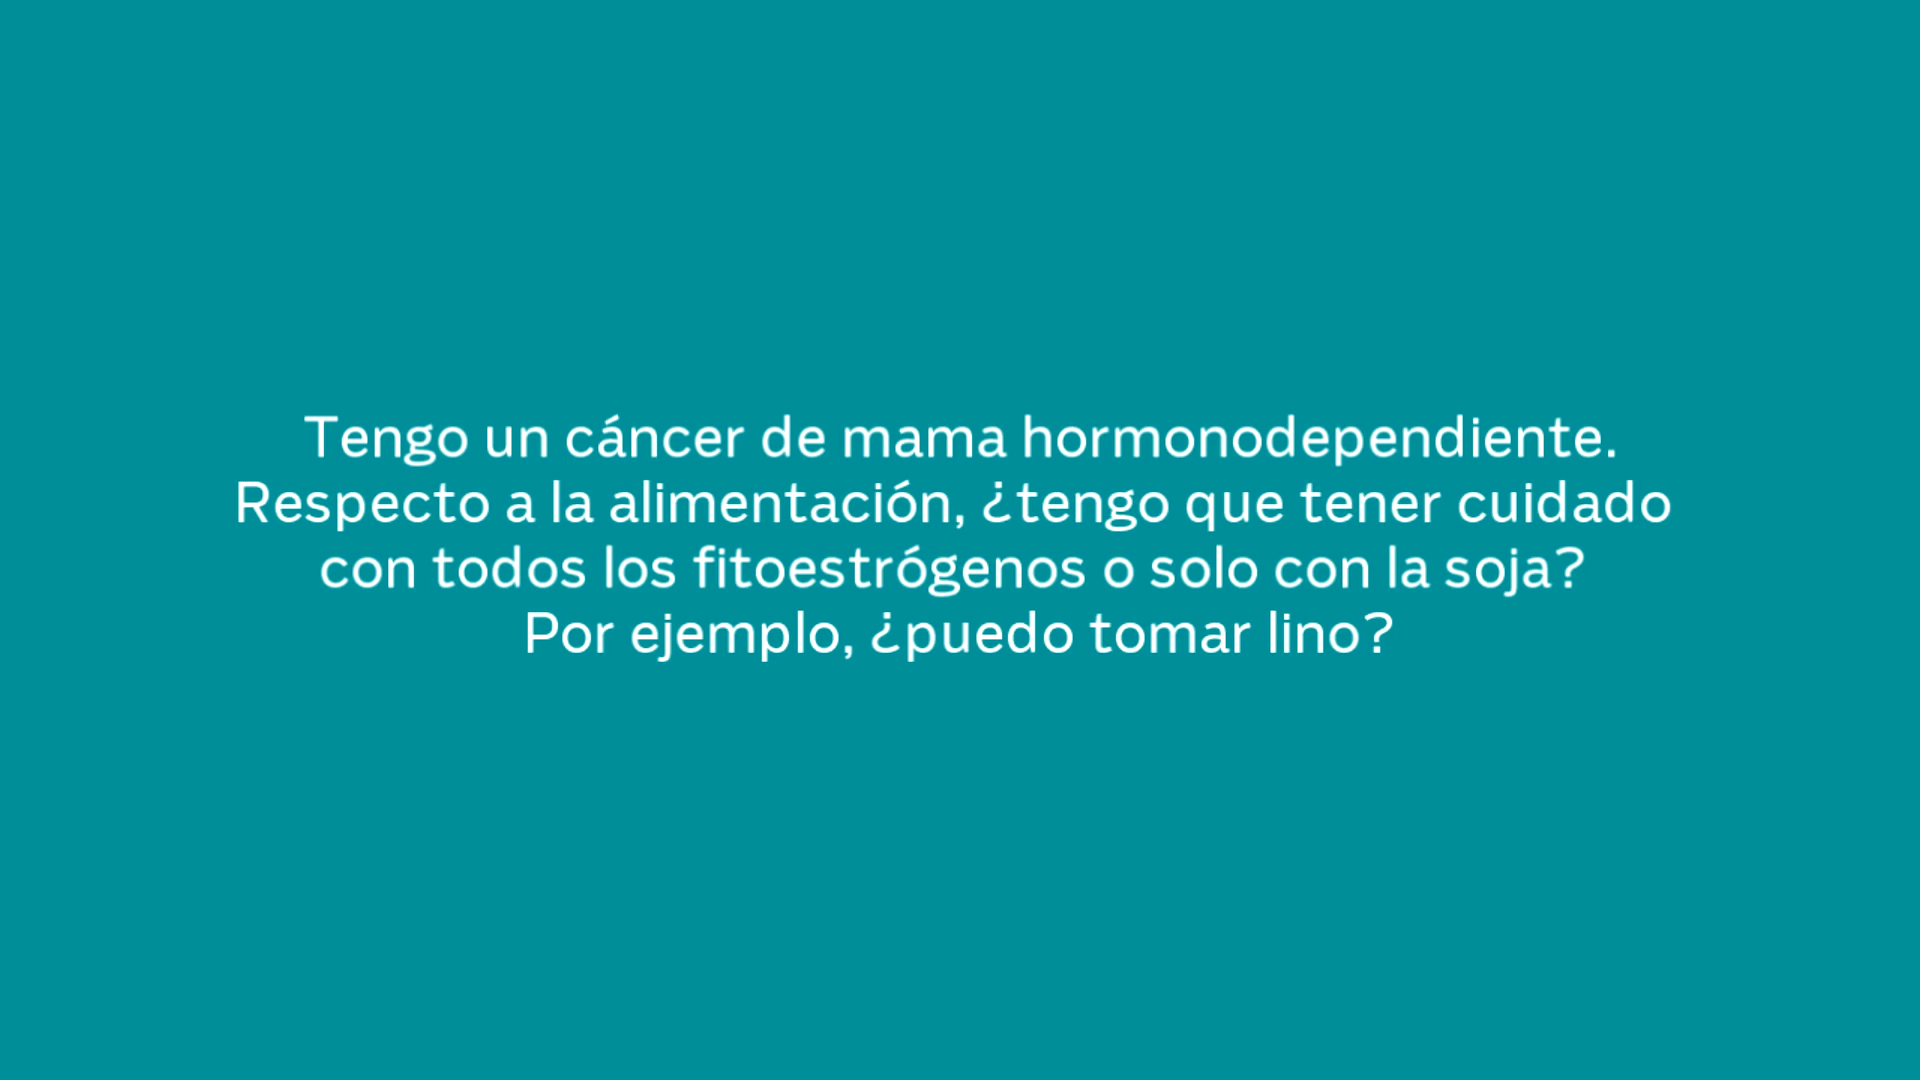 Tengo un cáncer de mama hormonodependiente.
Respecto a la alimentación, ¿tengo que tener cuidado
con todos los fitoestrógenos o solo con la soja?
Por ejemplo, ¿puedo tomar lino?